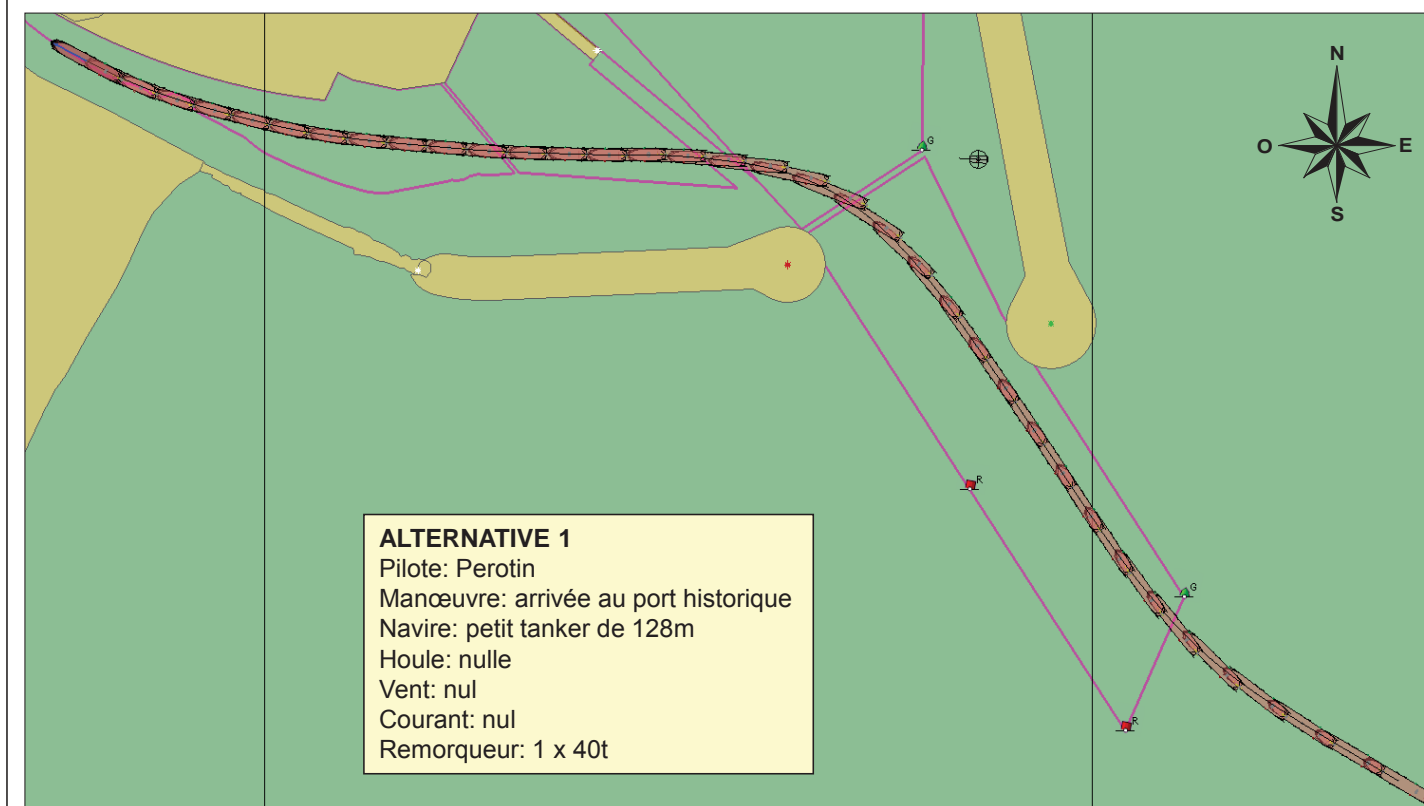 N
O E
S
G
R
G
R
ALTERNATIVE 1
Pilote: Perotin
Manœuvre: arrivée au port historique
Navire: petit tanker de 128m
Houle: nulle
Vent: nul
Courant: nul
Remorqueur: 1 x 40t